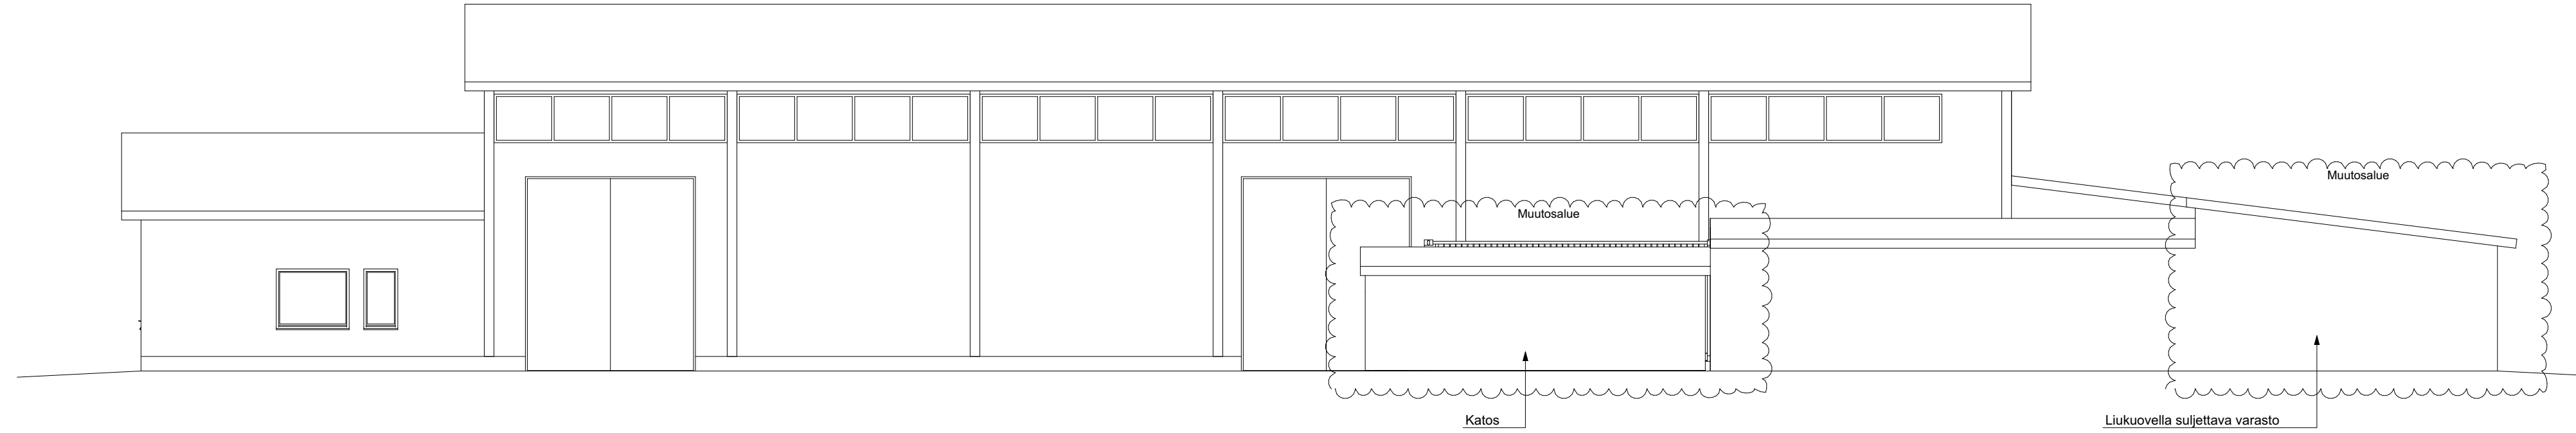 Muutosalue
Muutosalue
Katos
Liukuovella suljettava varasto